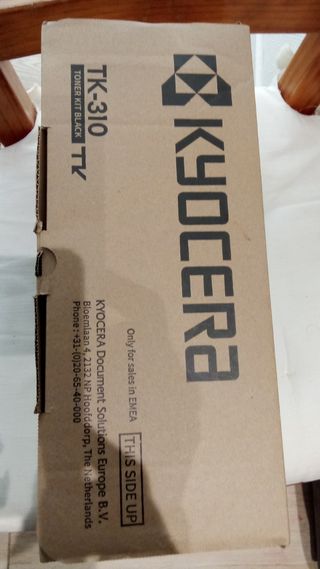 KYOCERA
TK-310
TONER KIT BLACK
TK
Only for sales in EMEA
THIS SIDE UP
KYOCERA Document Solutions Europe B.V.
Bloemlaan 4, 2132 NP Hoofddorp, The Netherlands
Phone:+31-(0)20-65-40-000